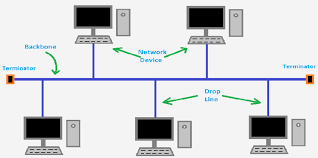 Backbone
Network
Device
Terminator
Terminator
Drop
Line